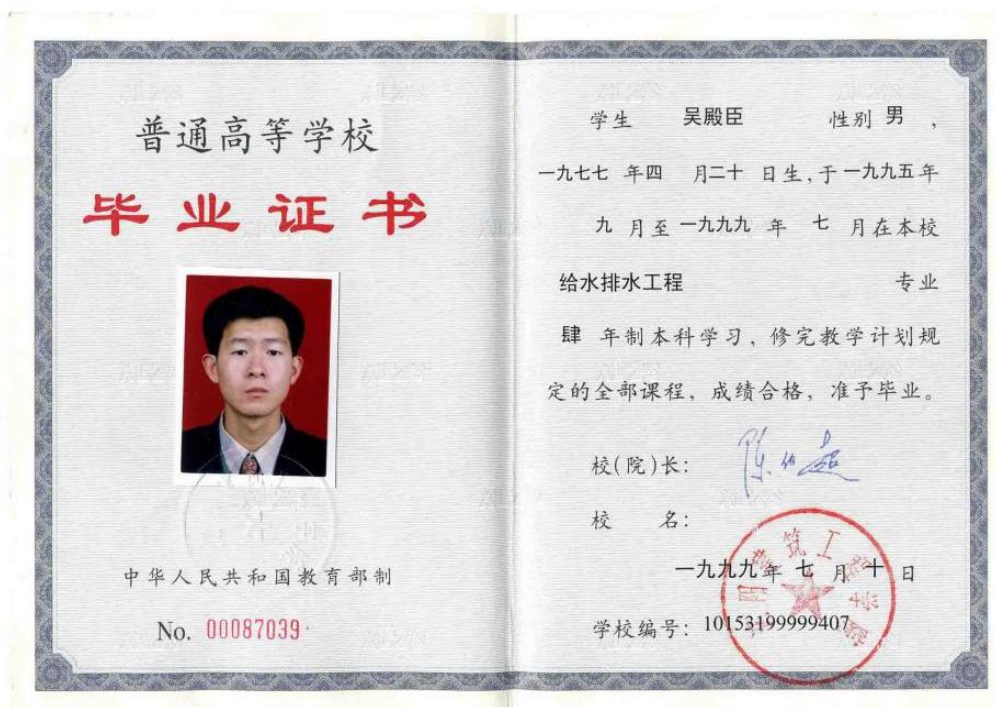 普通高等学校
毕业证书
中华人民共和国教育部制
No. 00087039
学生 吴殿臣 性别 男,
一九七七 年四 月二十 日生,于一九九五年
九 月至一九九九 年 七 月在本校
给水排水工程 专业
肆 年制本科学习, 修完教学计划规
定的全部课程, 成绩合格, 准予毕业。
校(院)长: 陈伯超
校 名:
一九九九年 七 月 十 日
学校编号: 10153199999407